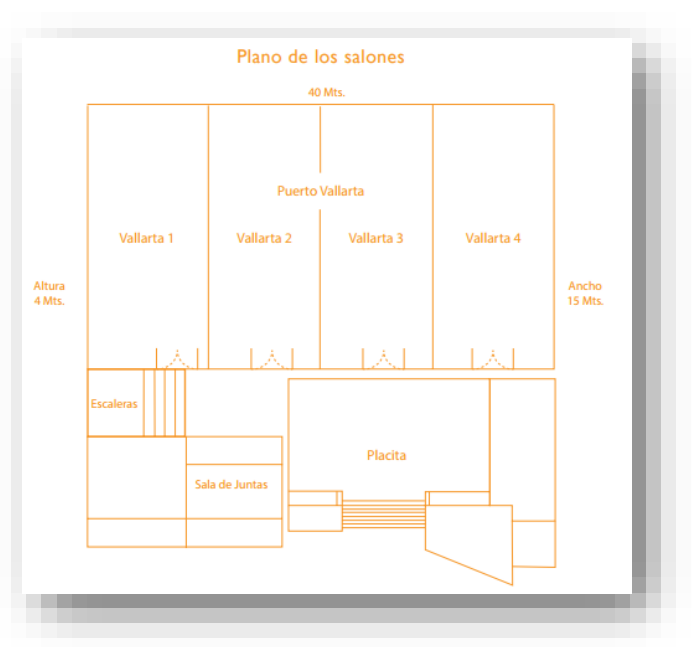 Plano de los salones
40 Mts.
Puerto Vallarta
Vallarta 1
Vallarta 2
Vallarta 3
Vallarta 4
Altura
4 Mts.
Ancho
15 Mts.
Escaleras
Placita
Sala de Juntas